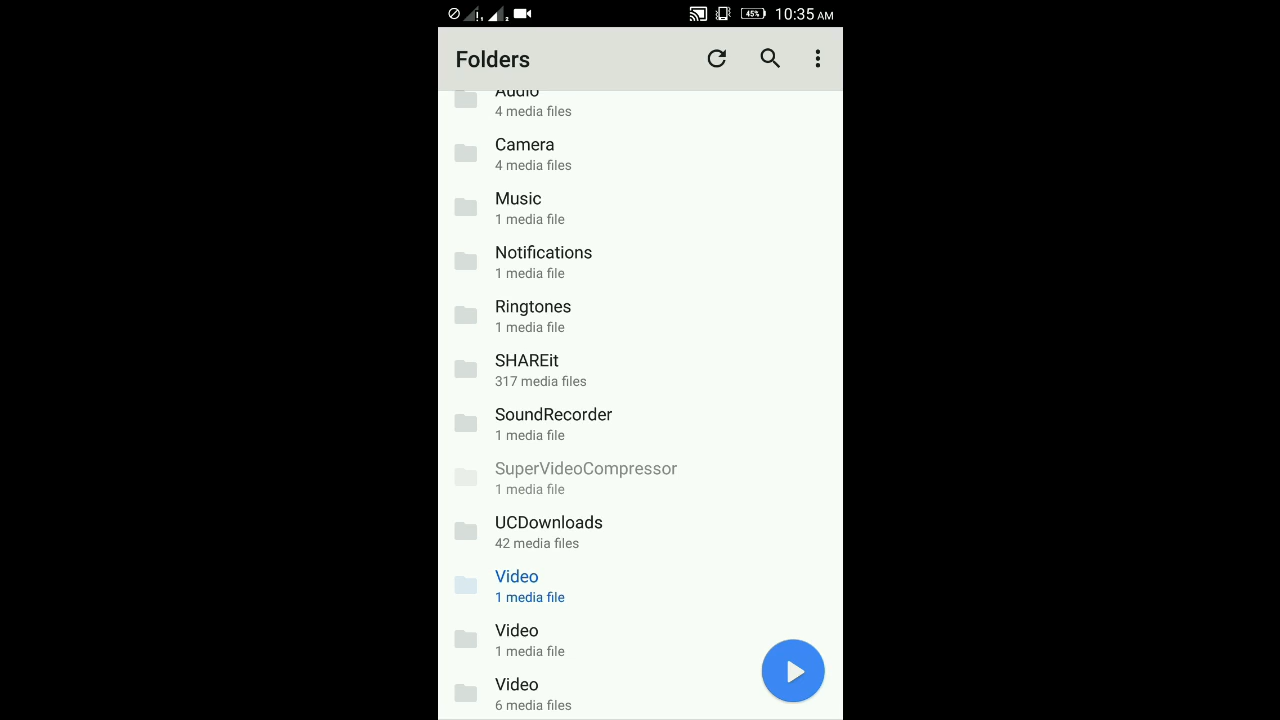 45%
10:35 AM
Folders
Audio
4 media files
Camera
4 media files
Music
1 media file
Notifications
1 media file
Ringtones
1 media file
SHAREit
317 media files
SoundRecorder
1 media file
SuperVideoCompressor
1 media file
UCDownloads
42 media files
Video
1 media file
Video
1 media file
Video
6 media files